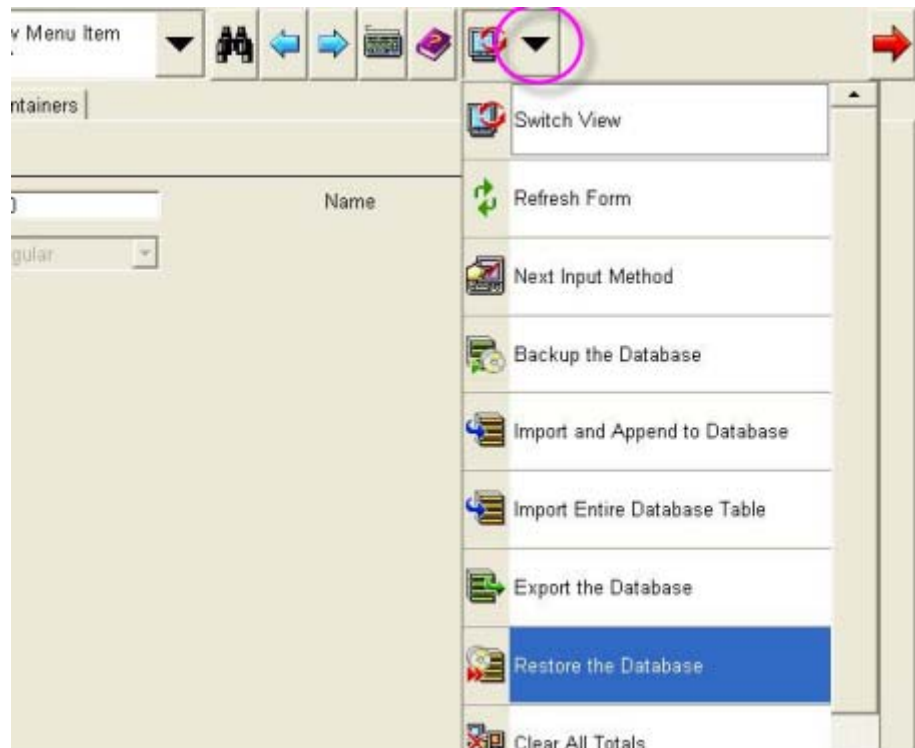 y Menu Item
ntainers
Switch View
Name
Refresh Form
gular
Next Input Method
Backup the Database
Import and Append to Database
Import Entire Database Table
Export the Database
Restore the Database
Clear All Totals